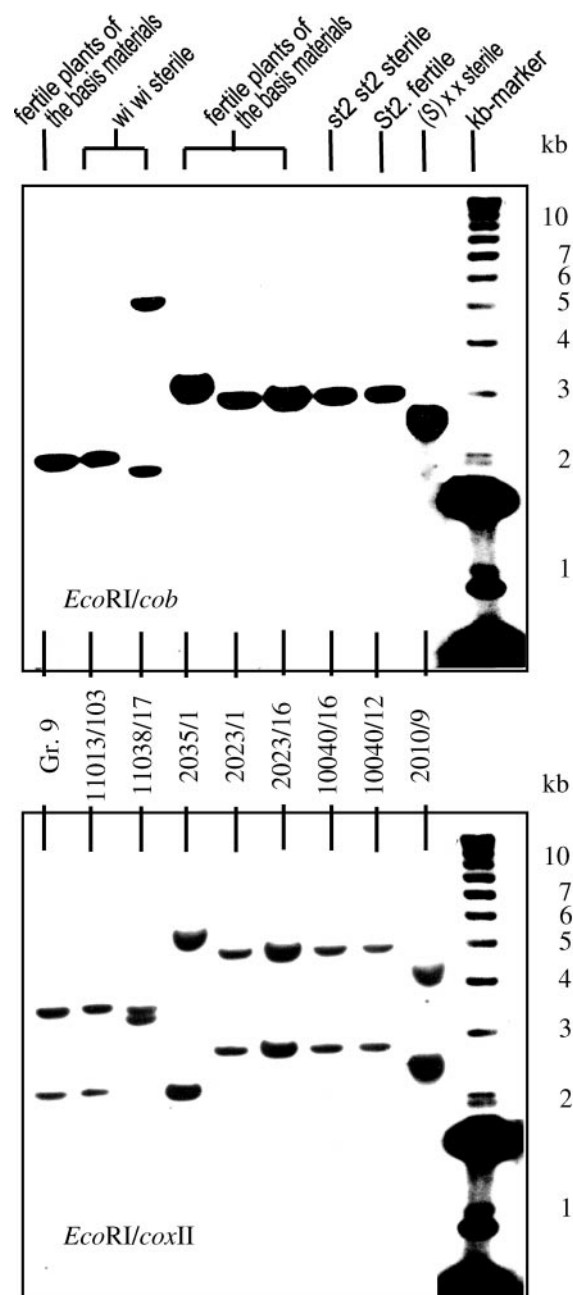 fertile plants of
the basis materials
wi wi sterile
fertile plants of
the basis materials
st2 st2 sterile
St2. fertile
(S) x x sterile
kb-marker
kb
10
7
6
5
4
3
2
1
EcoRI/cob
Gr. 9
11013/103
11038/17
2035/1
2023/1
2023/16
10040/16
10040/12
2010/9
kb
10
7
6
5
4
3
2
1
EcoRI/coxII